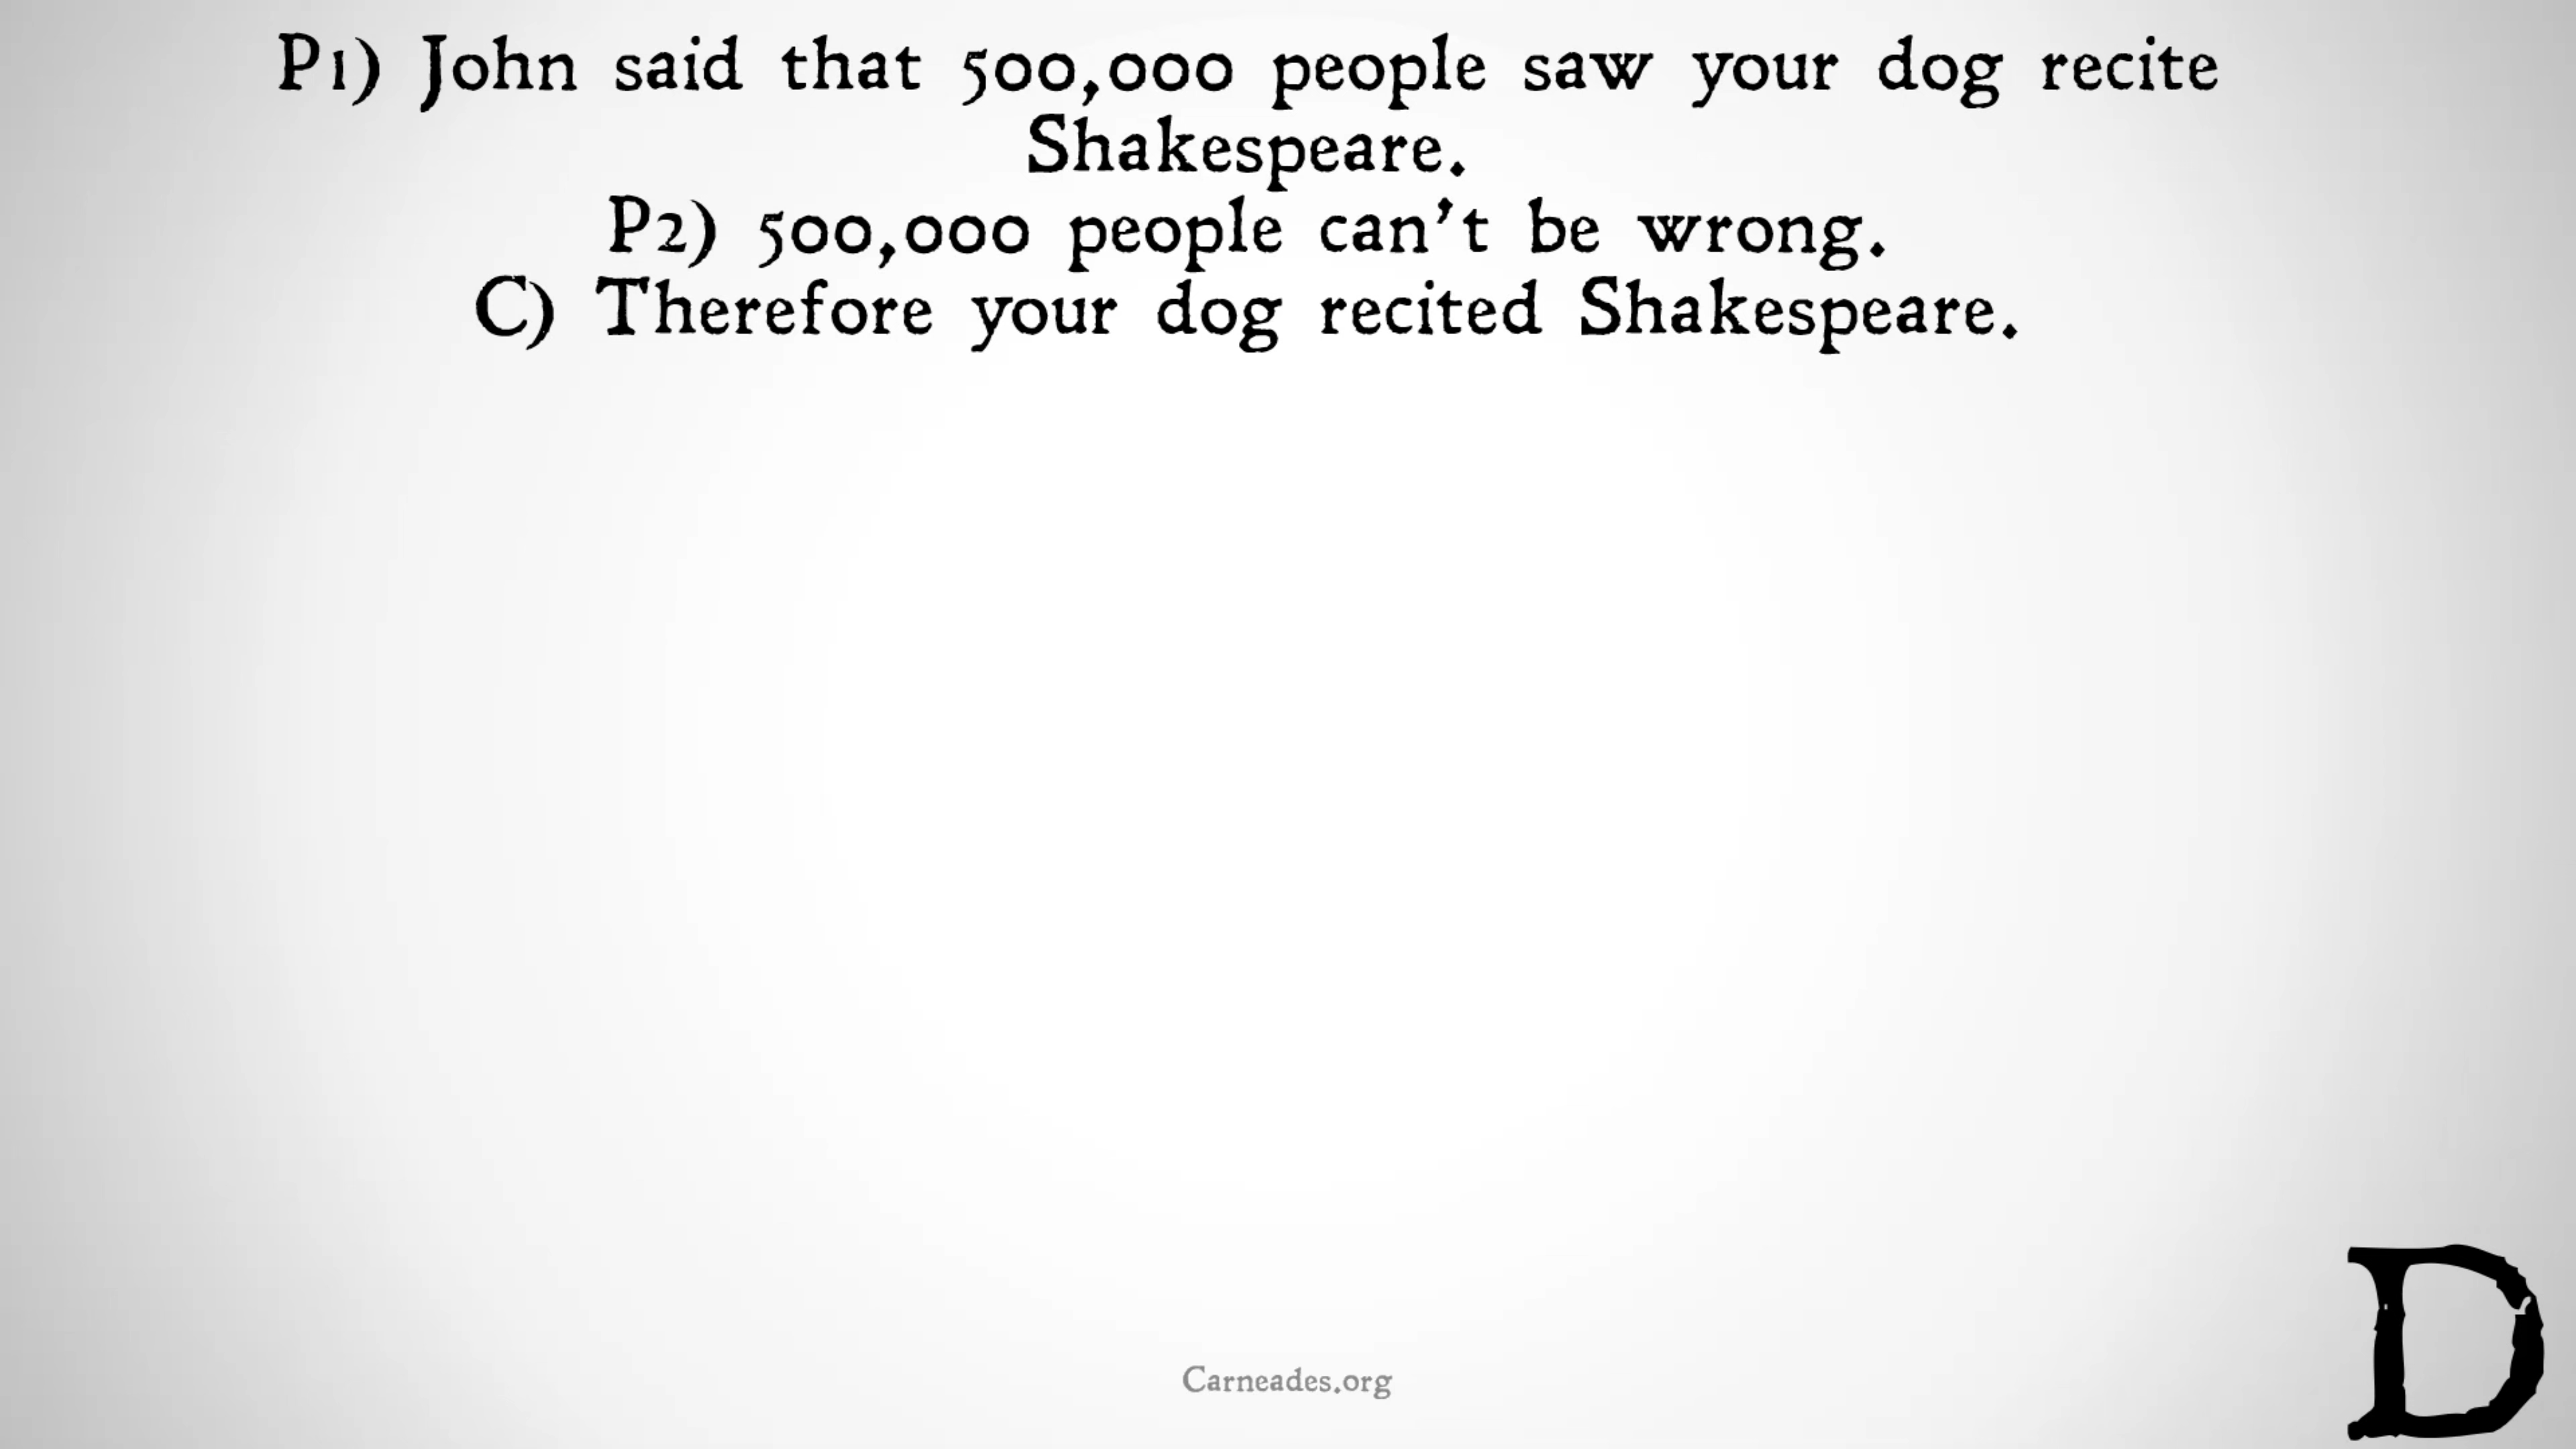 P1) John said that 500,000 people saw your dog recite
Shakespeare.
P2) 500,000 people can't be wrong.
C) Therefore your dog recited Shakespeare.
Carneades.org
D